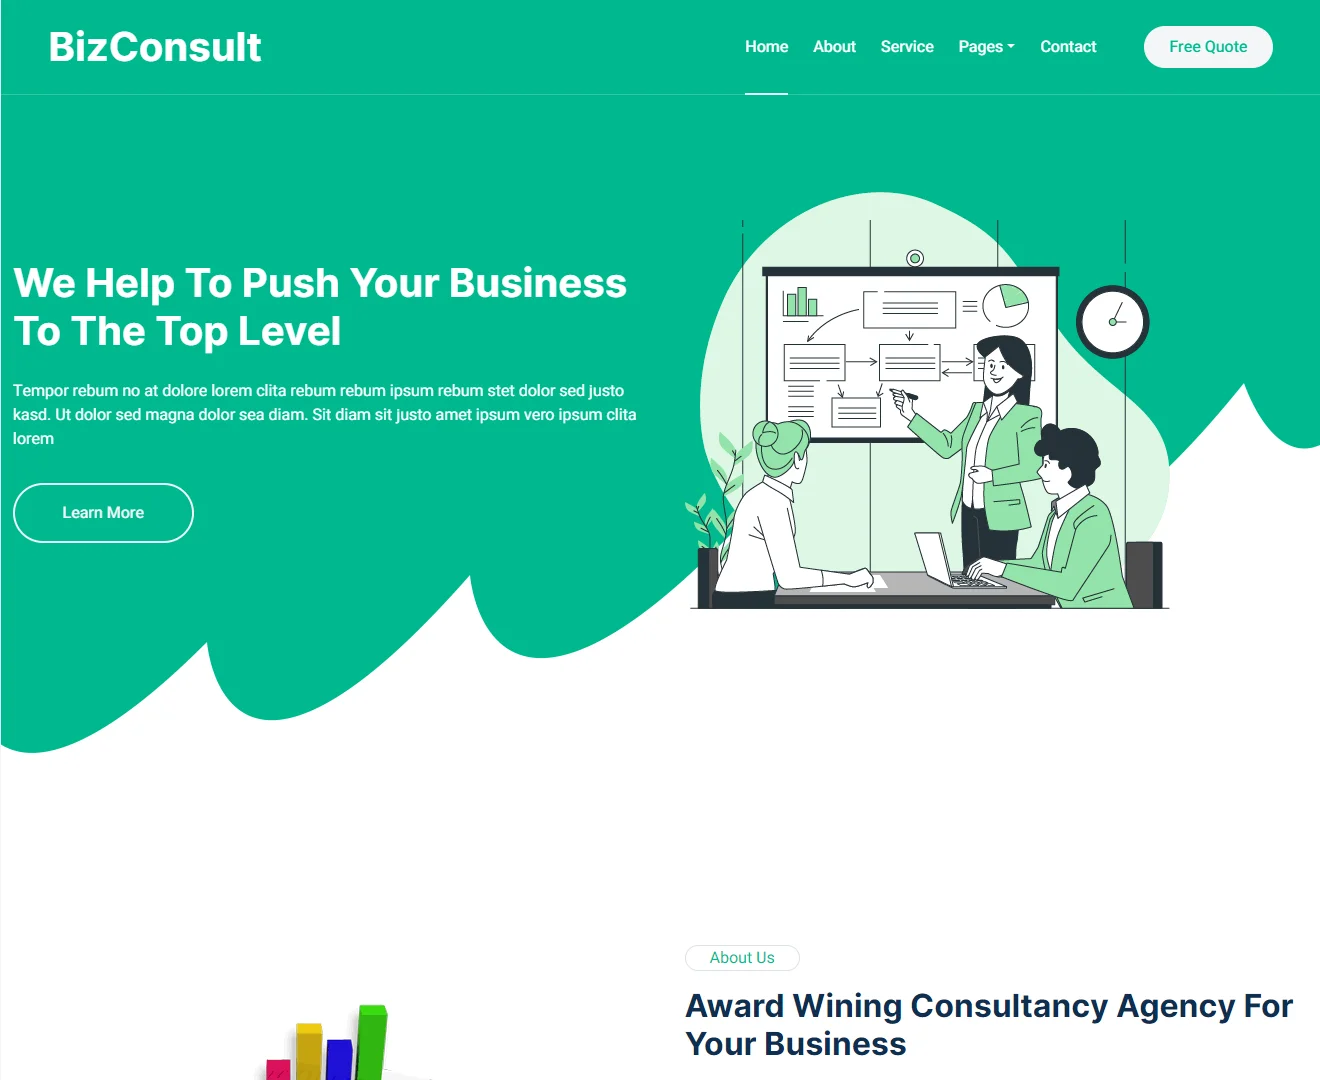 BizConsult
Home
About
Service
Pages
Contact
Free Quote
We Help To Push Your Business
To The Top Level
Tempor rebum no at dolore lorem clita rebum rebum ipsum rebum stet dolor sed justo
kasd. Ut dolor sed magna dolor sea diam. Sit diam sit justo amet ipsum vero ipsum clita
lorem
Learn More
About Us
Award Wining Consultancy Agency For
Your Business